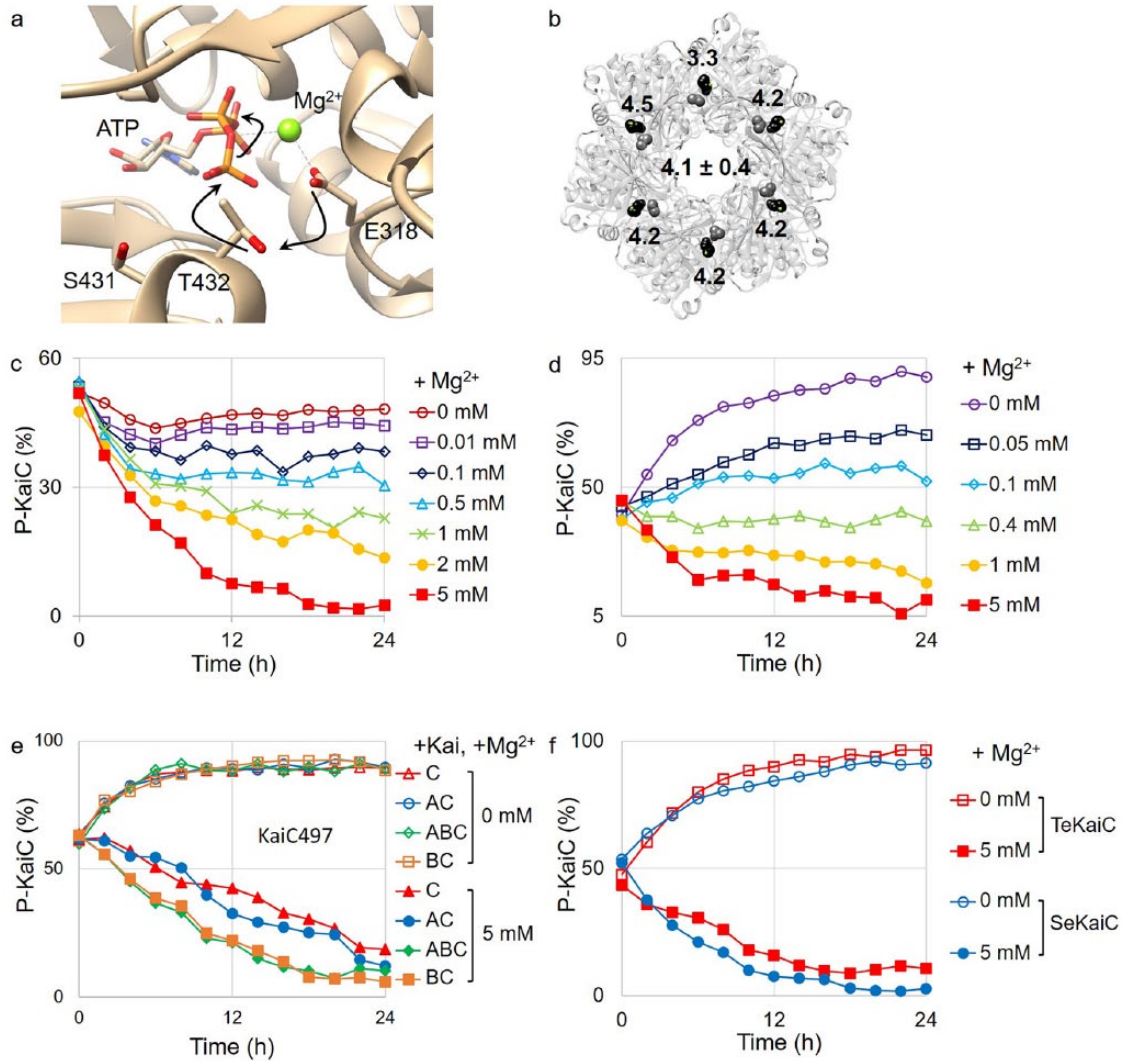 a
ATP
Mg²⁺
S431
T432
E318
b
3.3
4.5
4.2
4.1 ± 0.4
4.2
4.2
4.2
c
P-KaiC (%)
60
30
0
0
12
24
Time (h)
+ Mg²⁺
0 mM
0.01 mM
0.1 mM
0.5 mM
1 mM
2 mM
5 mM
d
P-KaiC (%)
95
50
5
0
12
24
Time (h)
+ Mg²⁺
0 mM
0.05 mM
0.1 mM
0.4 mM
1 mM
5 mM
e
P-KaiC (%)
100
50
0
0
12
24
Time (h)
KaiC497
+Kai, +Mg²⁺
C
AC
ABC
BC
0 mM
C
AC
ABC
BC
5 mM
f
P-KaiC (%)
100
50
0
0
12
24
Time (h)
+ Mg²⁺
0 mM
5 mM
TeKaiC
0 mM
5 mM
SeKaiC